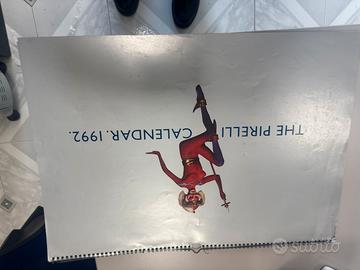 THE PIRELLI
CALENDAR.1992.
subito